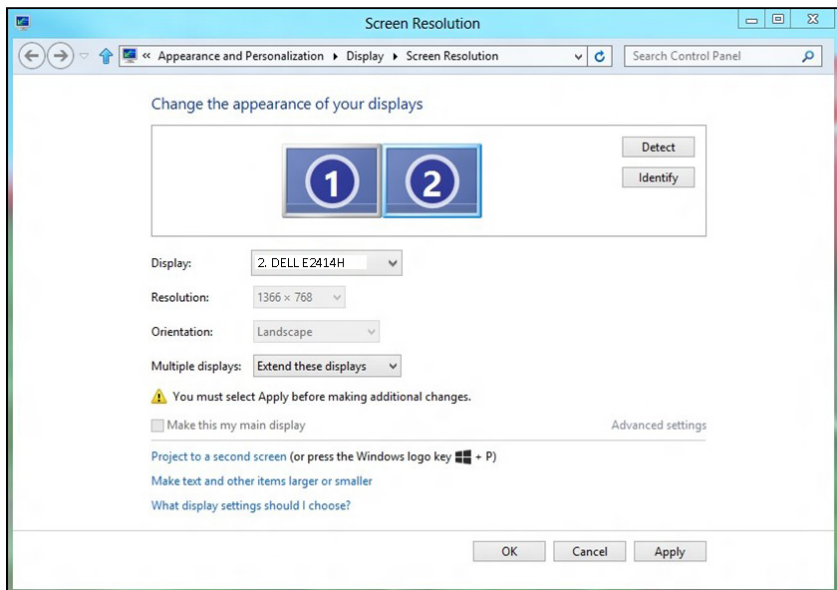 Screen Resolution
« Appearance and Personalization ▸ Display ▸ Screen Resolution
Search Control Panel
Change the appearance of your displays
1 2
Detect
Identify
Display: 2. DELL E2414H
Resolution: 1366 × 768
Orientation: Landscape
Multiple displays: Extend these displays
You must select Apply before making additional changes.
Make this my main display Advanced settings
Project to a second screen (or press the Windows logo key + P)
Make text and other items larger or smaller
What display settings should I choose?
OK Cancel Apply